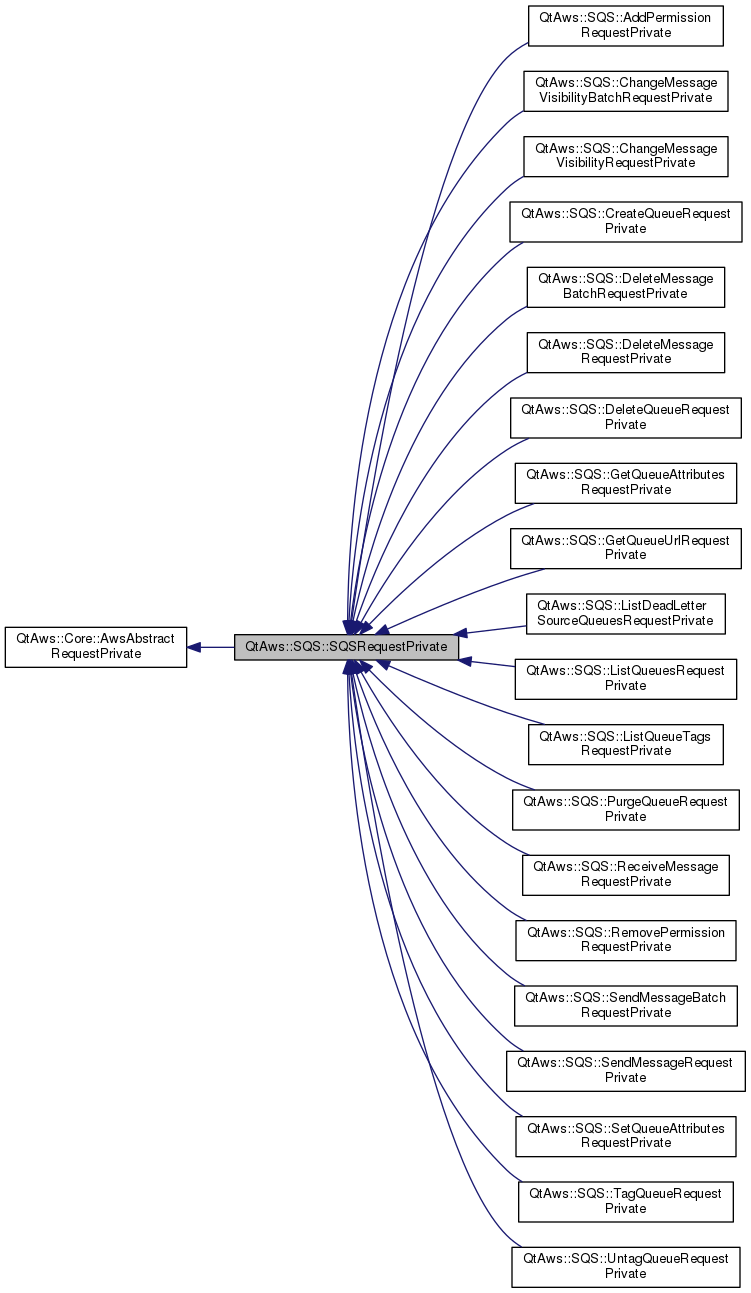 QtAws::SQS::AddPermission
RequestPrivate
QtAws::SQS::ChangeMessage
VisibilityBatchRequestPrivate
QtAws::SQS::ChangeMessage
VisibilityRequestPrivate
QtAws::SQS::CreateQueueRequest
Private
QtAws::SQS::DeleteMessage
BatchRequestPrivate
QtAws::SQS::DeleteMessage
RequestPrivate
QtAws::SQS::DeleteQueueRequest
Private
QtAws::SQS::GetQueueAttributes
RequestPrivate
QtAws::SQS::GetQueueUrlRequest
Private
QtAws::SQS::ListDeadLetter
SourceQueuesRequestPrivate
QtAws::Core::AwsAbstract
RequestPrivate
QtAws::SQS::SQSRequestPrivate
QtAws::SQS::ListQueuesRequest
Private
QtAws::SQS::ListQueueTags
RequestPrivate
QtAws::SQS::PurgeQueueRequest
Private
QtAws::SQS::ReceiveMessage
RequestPrivate
QtAws::SQS::RemovePermission
RequestPrivate
QtAws::SQS::SendMessageBatch
RequestPrivate
QtAws::SQS::SendMessageRequest
Private
QtAws::SQS::SetQueueAttributes
RequestPrivate
QtAws::SQS::TagQueueRequest
Private
QtAws::SQS::UntagQueueRequest
Private